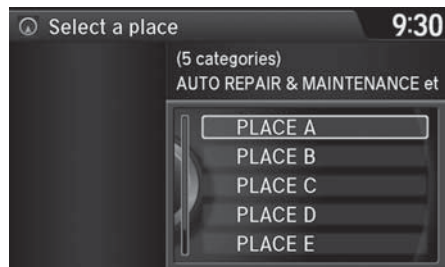 Select a place
9:30
(5 categories)
AUTO REPAIR & MAINTENANCE et
PLACE A
PLACE B
PLACE C
PLACE D
PLACE E